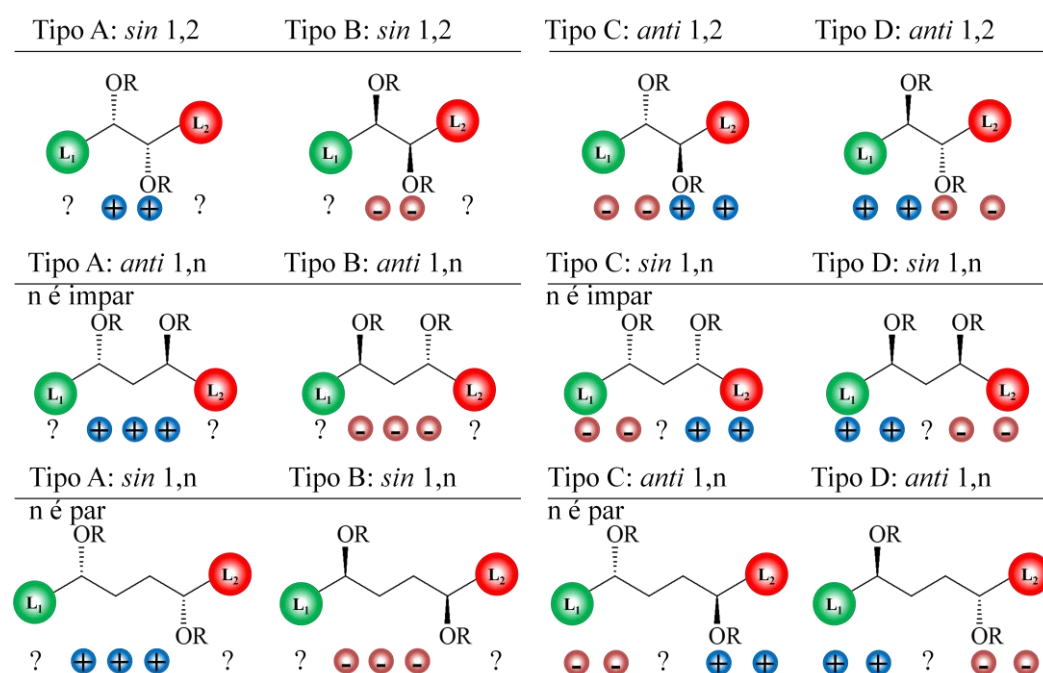 Tipo A: sin 1,2 Tipo B: sin 1,2 Tipo C: anti 1,2 Tipo D: anti 1,2
OR OR OR OR
L₁ L₂ L₁ L₂ L₁ L₂ L₁ L₂
OR OR OR OR
? + + ? ? - - ? - - + + + + - -
Tipo A: anti 1,n Tipo B: anti 1,n Tipo C: sin 1,n Tipo D: sin 1,n
n é impar n é impar
OR OR OR OR OR OR OR OR
L₁ L₂ L₁ L₂ L₁ L₂ L₁ L₂
? + + + ? ? - - - ? - - ? + + + + ? - -
Tipo A: sin 1,n Tipo B: sin 1,n Tipo C: anti 1,n Tipo D: anti 1,n
n é par n é par
OR OR OR OR
L₁ L₂ L₁ L₂ L₁ L₂ L₁ L₂
OR OR OR OR
? + + + ? ? - - - ? - - ? + + + + ? - -